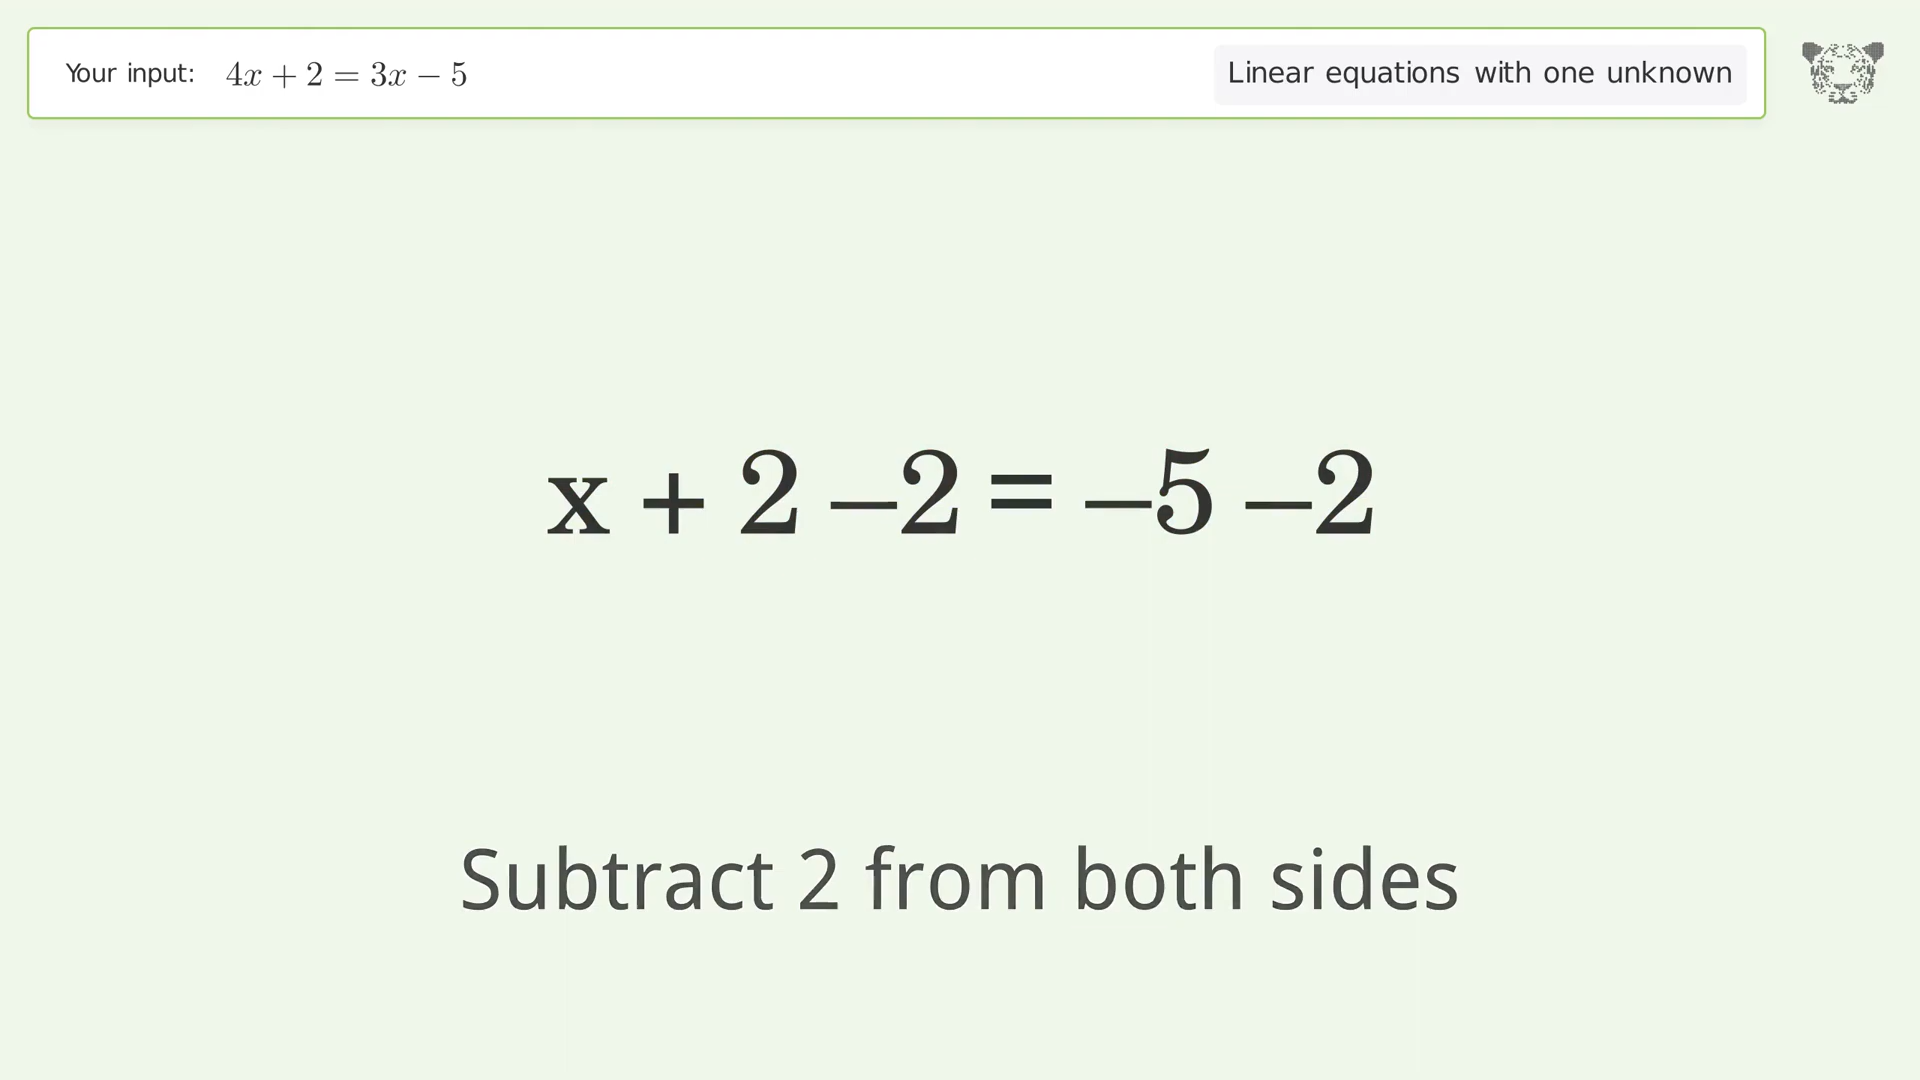 Your input: 4x + 2 = 3x − 5
Linear equations with one unknown
x + 2 −2 = −5 −2
Subtract 2 from both sides